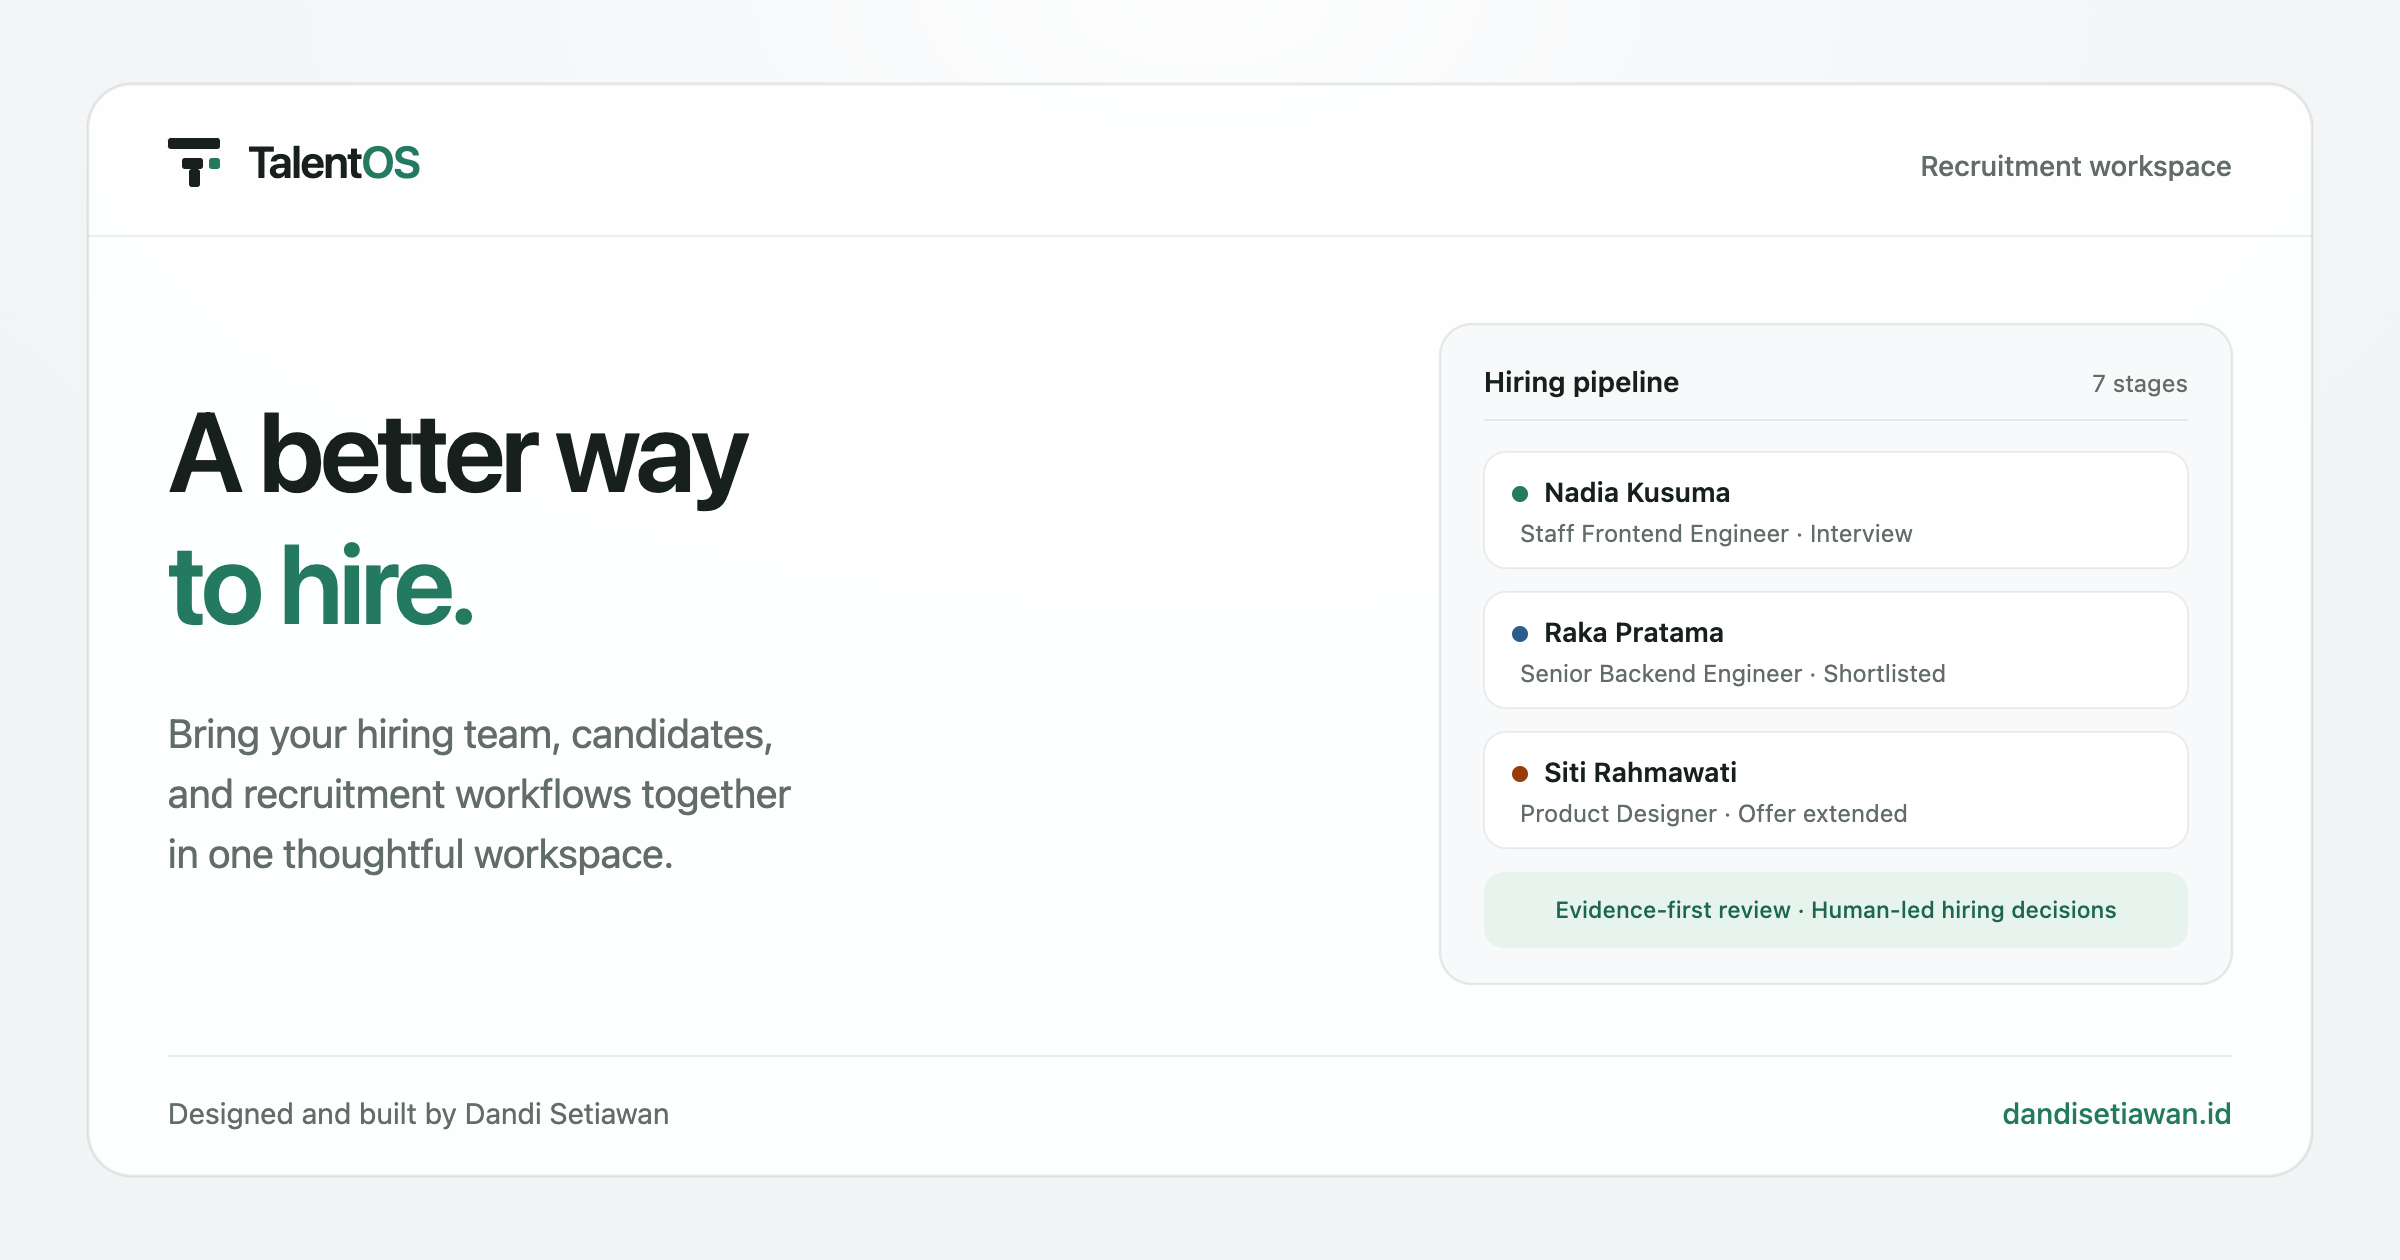 TalentOS
Recruitment workspace
A better way
to hire.
Bring your hiring team, candidates,
and recruitment workflows together
in one thoughtful workspace.
Hiring pipeline
7 stages
Nadia Kusuma
Staff Frontend Engineer · Interview
Raka Pratama
Senior Backend Engineer · Shortlisted
Siti Rahmawati
Product Designer · Offer extended
Evidence-first review · Human-led hiring decisions
Designed and built by Dandi Setiawan
dandisetiawan.id